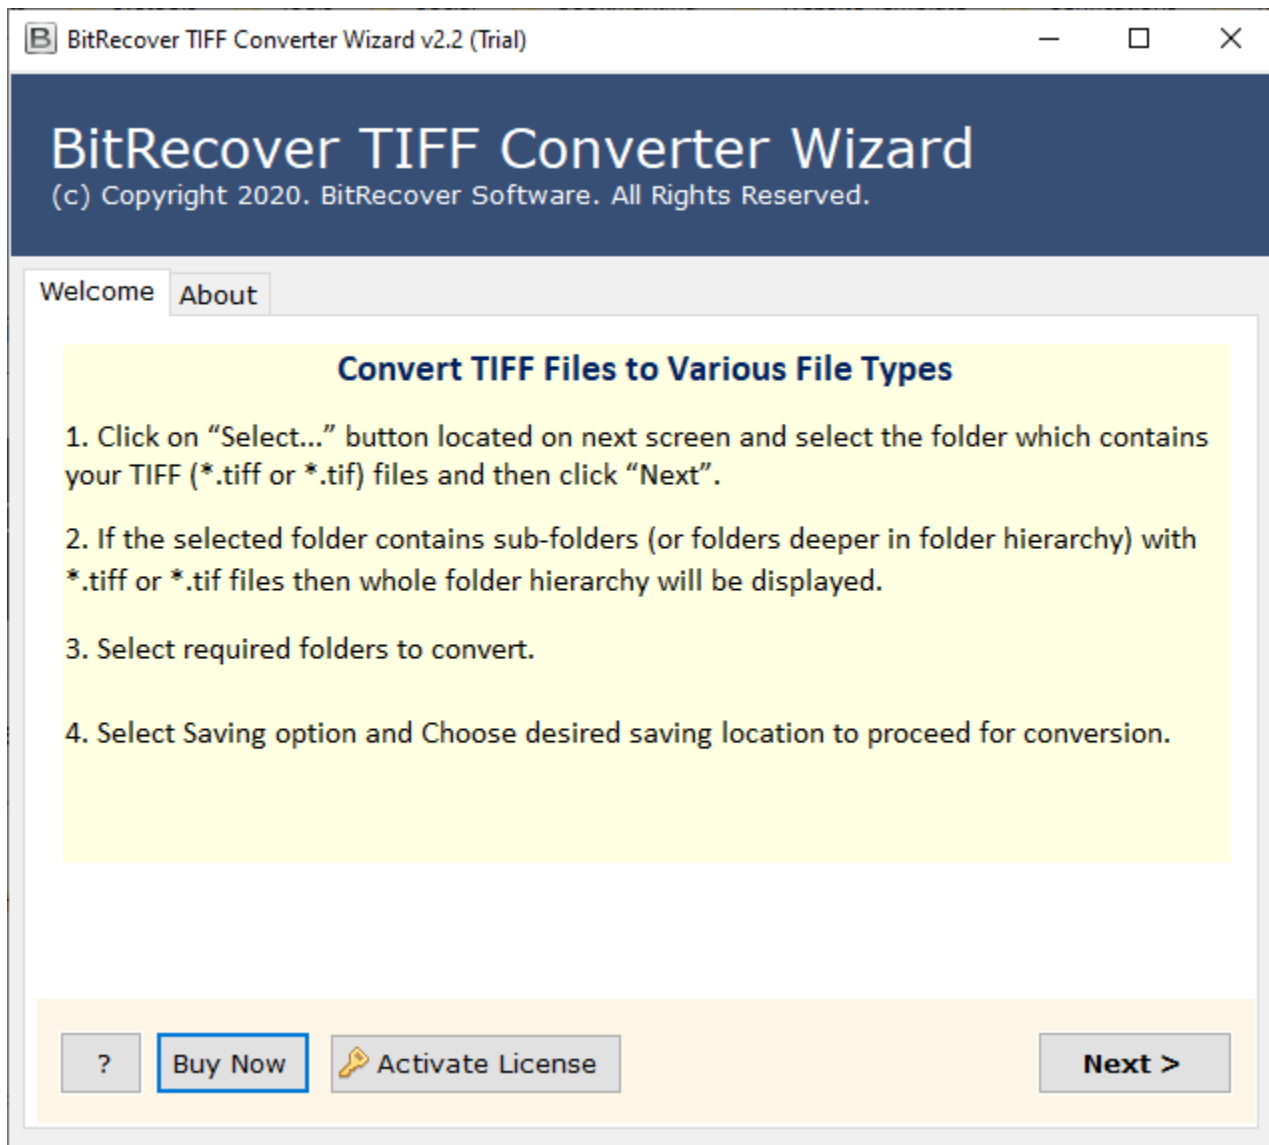 BitRecover TIFF Converter Wizard v2.2 (Trial)
BitRecover TIFF Converter Wizard
(c) Copyright 2020. BitRecover Software. All Rights Reserved.
Welcome About
Convert TIFF Files to Various File Types
1. Click on “Select...” button located on next screen and select the folder which contains
your TIFF (*.tiff or *.tif) files and then click “Next”.
2. If the selected folder contains sub-folders (or folders deeper in folder hierarchy) with
*.tiff or *.tif files then whole folder hierarchy will be displayed.
3. Select required folders to convert.
4. Select Saving option and Choose desired saving location to proceed for conversion.
? Buy Now Activate License Next >